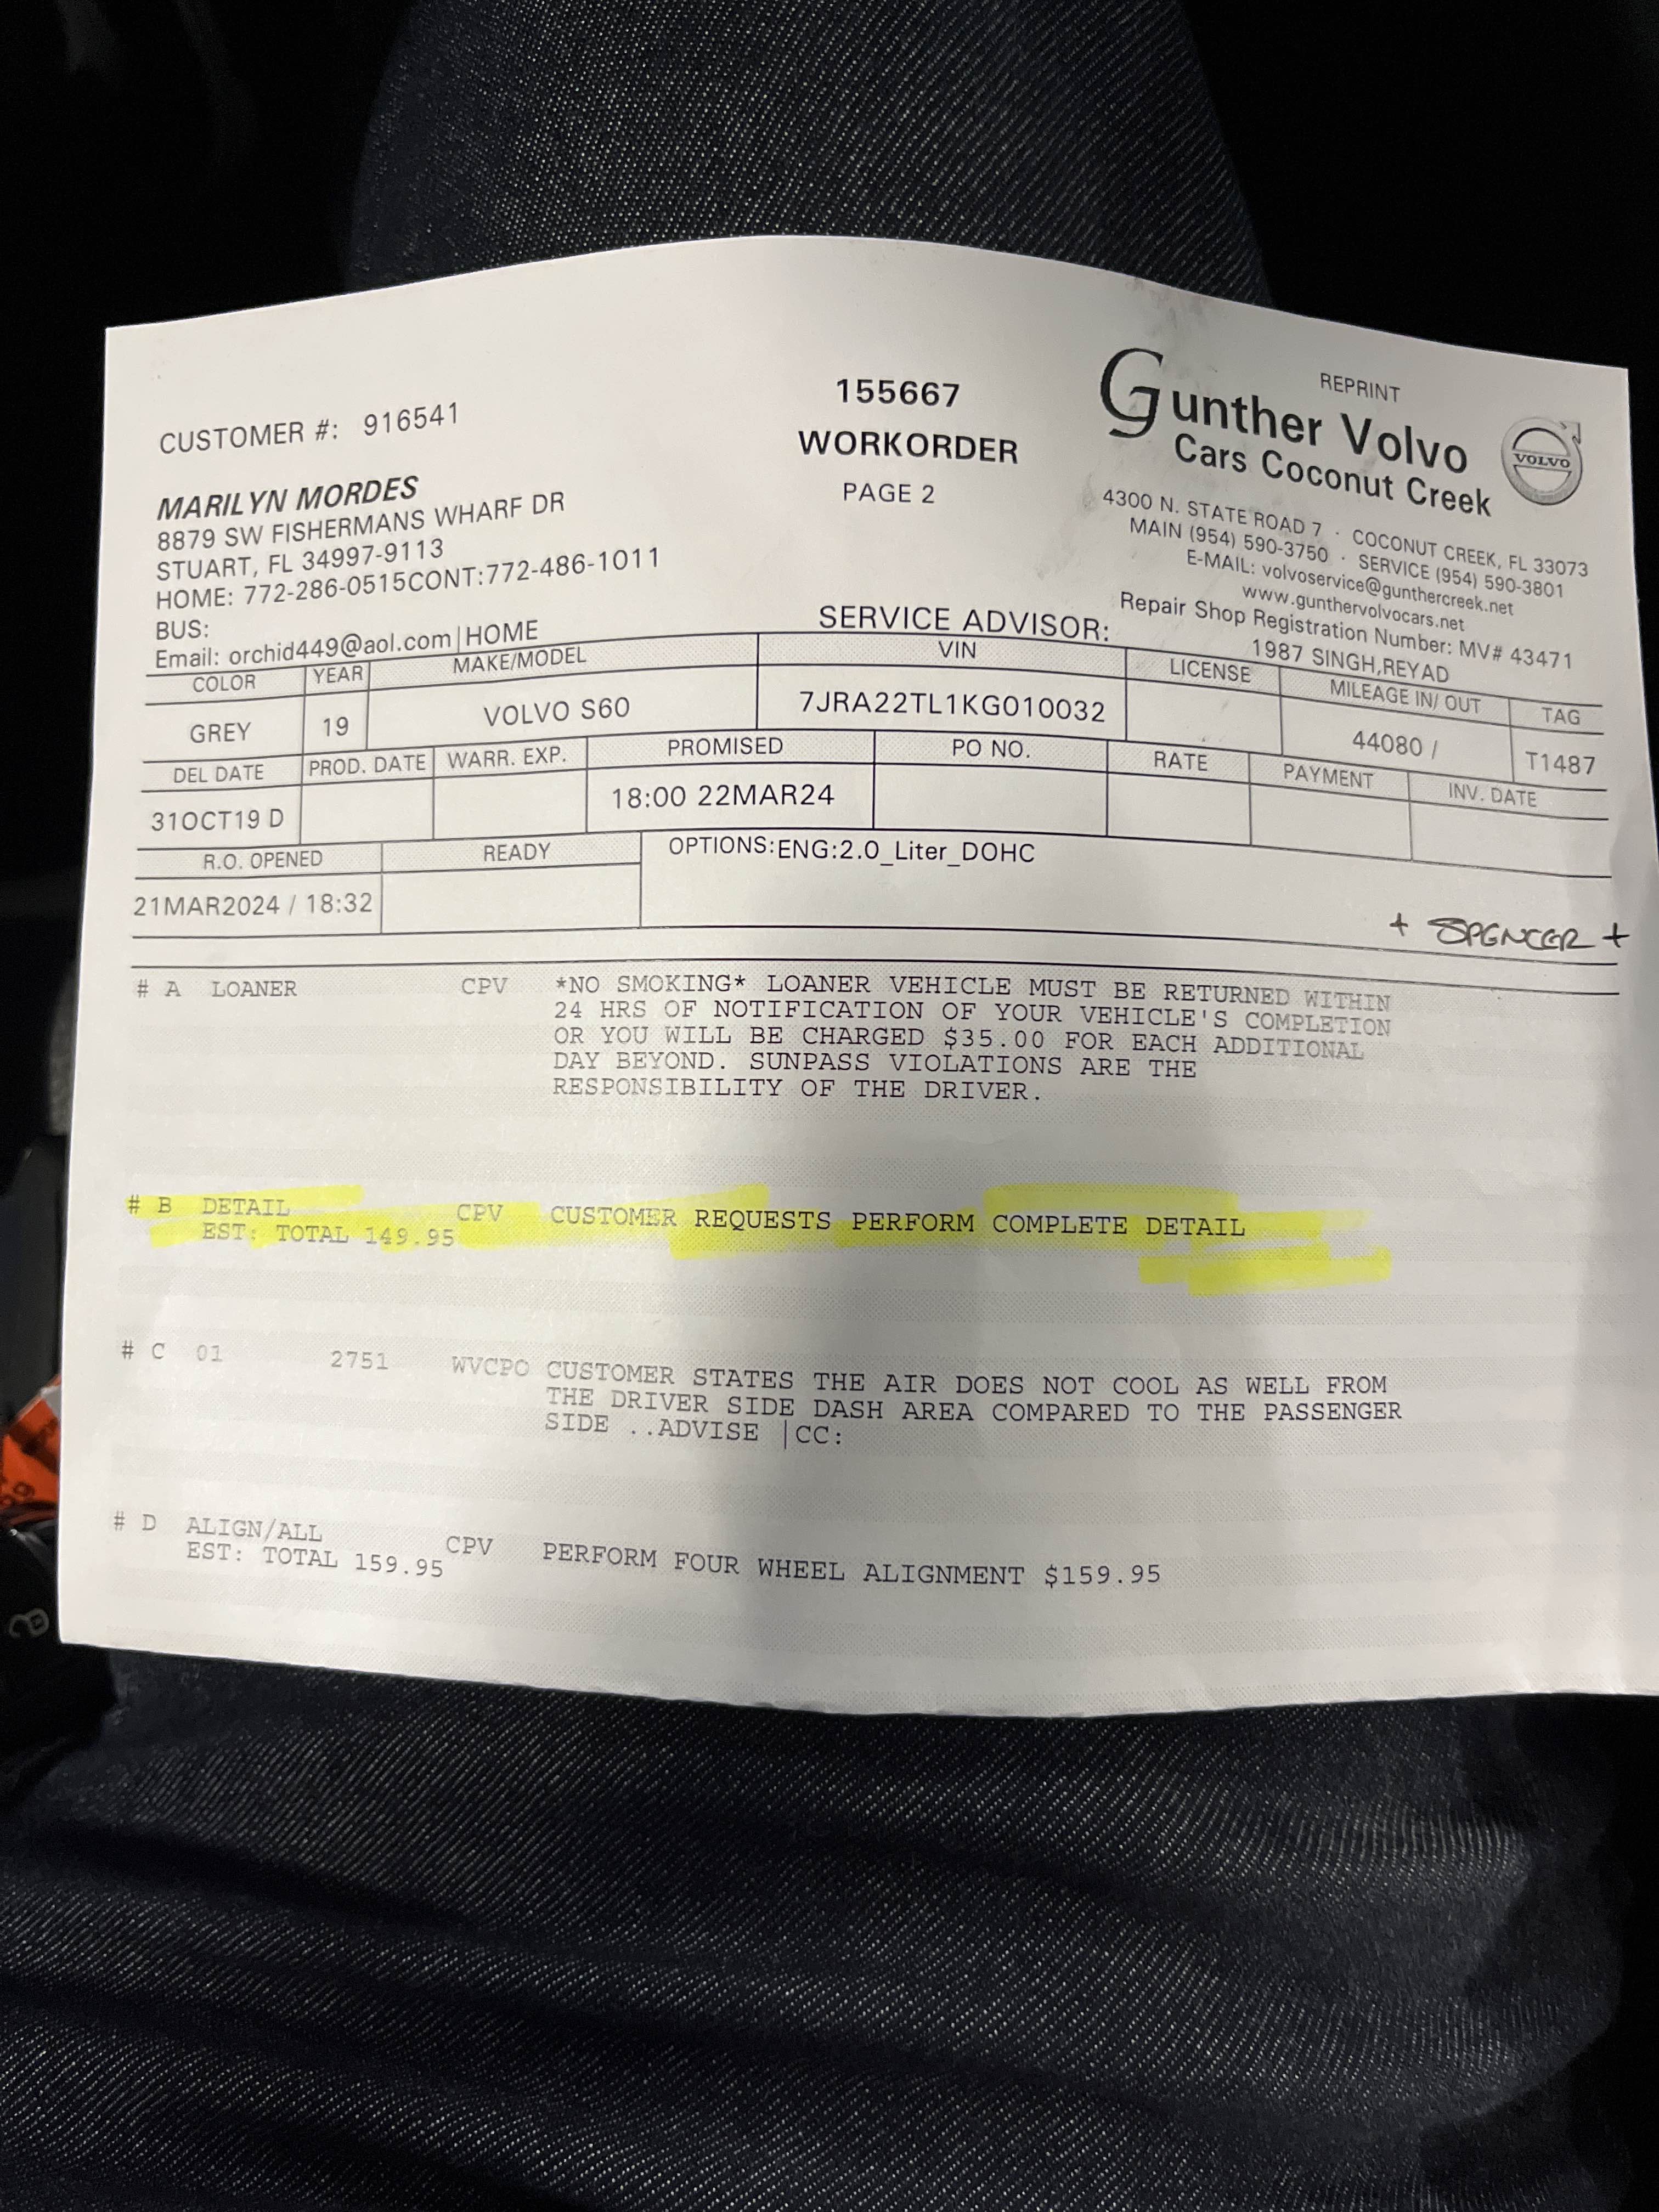 REPRINT
CUSTOMER #: 916541
155667
WORKORDER
PAGE 2
Gunther Volvo
Cars Coconut Creek
VOLVO
4300 N. STATE ROAD 7 · COCONUT CREEK, FL 33073
MAIN (954) 590-3750 · SERVICE (954) 590-3801
E-MAIL: volvoservice@gunthercreek.net
www.gunthervolvocars.net
Repair Shop Registration Number: MV# 43471
MARILYN MORDES
8879 SW FISHERMANS WHARF DR
STUART, FL 34997-9113
HOME: 772-286-0515CONT:772-486-1011
BUS:
Email: orchid449@aol.com|HOME
SERVICE ADVISOR:
1987 SINGH,REYAD
COLOR YEAR MAKE/MODEL VIN LICENSE MILEAGE IN/ OUT TAG
GREY 19 VOLVO S60 7JRA22TL1KG010032 44080 / T1487
DEL DATE PROD. DATE WARR. EXP. PROMISED PO NO. RATE PAYMENT INV. DATE
31OCT19 D 18:00 22MAR24
R.O. OPENED READY OPTIONS:ENG:2.0_Liter_DOHC
21MAR2024 / 18:32
+ SPENCER +
# A LOANER CPV *NO SMOKING* LOANER VEHICLE MUST BE RETURNED WITHIN
24 HRS OF NOTIFICATION OF YOUR VEHICLE'S COMPLETION
OR YOU WILL BE CHARGED $35.00 FOR EACH ADDITIONAL
DAY BEYOND. SUNPASS VIOLATIONS ARE THE
RESPONSIBILITY OF THE DRIVER.
# B DETAIL CPV CUSTOMER REQUESTS PERFORM COMPLETE DETAIL
EST: TOTAL 149.95
# C 01 2751 WVCPO CUSTOMER STATES THE AIR DOES NOT COOL AS WELL FROM
THE DRIVER SIDE DASH AREA COMPARED TO THE PASSENGER
SIDE ..ADVISE |CC:
# D ALIGN/ALL CPV PERFORM FOUR WHEEL ALIGNMENT $159.95
EST: TOTAL 159.95